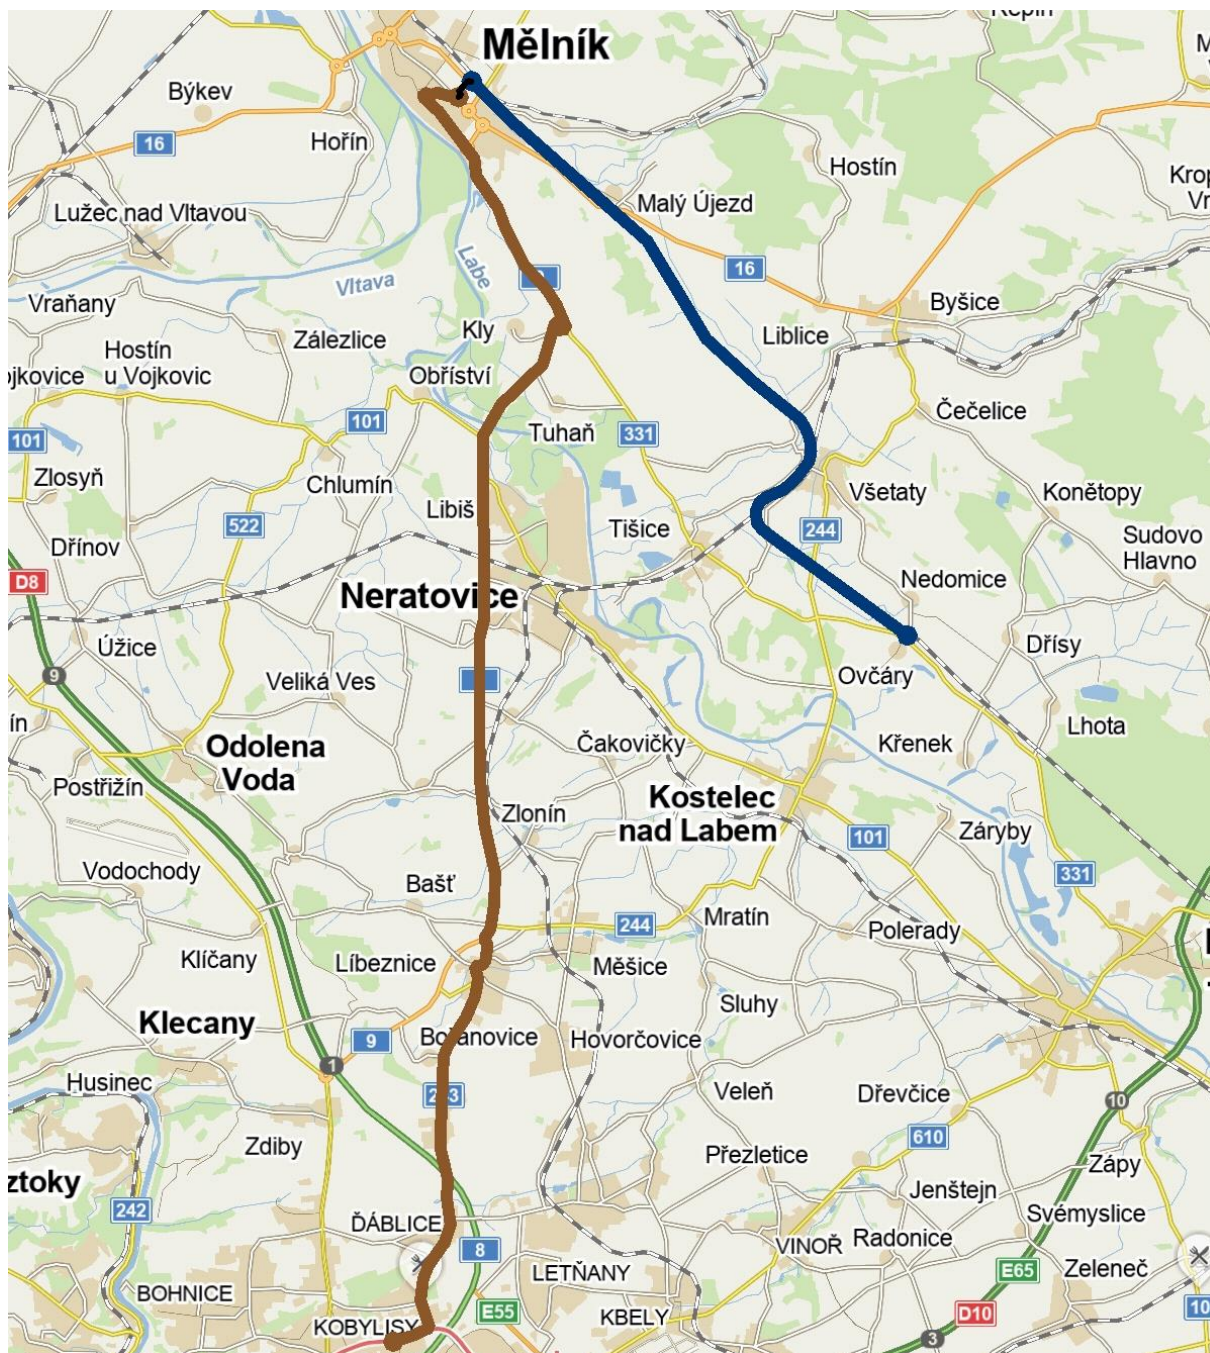 Řepín
Mělník
Býkev
16
Hořín
Hostín
Malý Újezd
Lužec nad Vltavou
Labe
Vltava
16
Vraňany
Byšice
Kly
Liblice
Zálezlice
Hostín
u Vojkovic
ojkovice
Obříství
Čečelice
101
101
Tuhaň
331
Zlosyň
Chlumín
Všetaty
Konětopy
Libiš
522
Tišice
244
Sudovo
Hlavno
Dřínov
D8
Nedomice
Neratovice
Úžice
Dřísy
9
Veliká Ves
Ovčáry
ín
Lhota
Odolena
Voda
Čakovičky
Křenek
Postřižín
Kostelec
nad Labem
Zlonín
Záryby
101
Vodochody
Bašť
331
Mratín
244
Polerady
Klíčany
Líbeznice
Měšice
Sluhy
Klecany
9
Hovorčovice
1
Husinec
Veleň
Dřevčice
10
Zdiby
610
Přezletice
Zápy
ztoky
Jenštejn
242
Svémyslice
ĎÁBLICE
8
VINOŘ
Radonice
E65
Zeleneč
LETŇANY
BOHNICE
E55
KBELY
D10
10
KOBYLISY
3